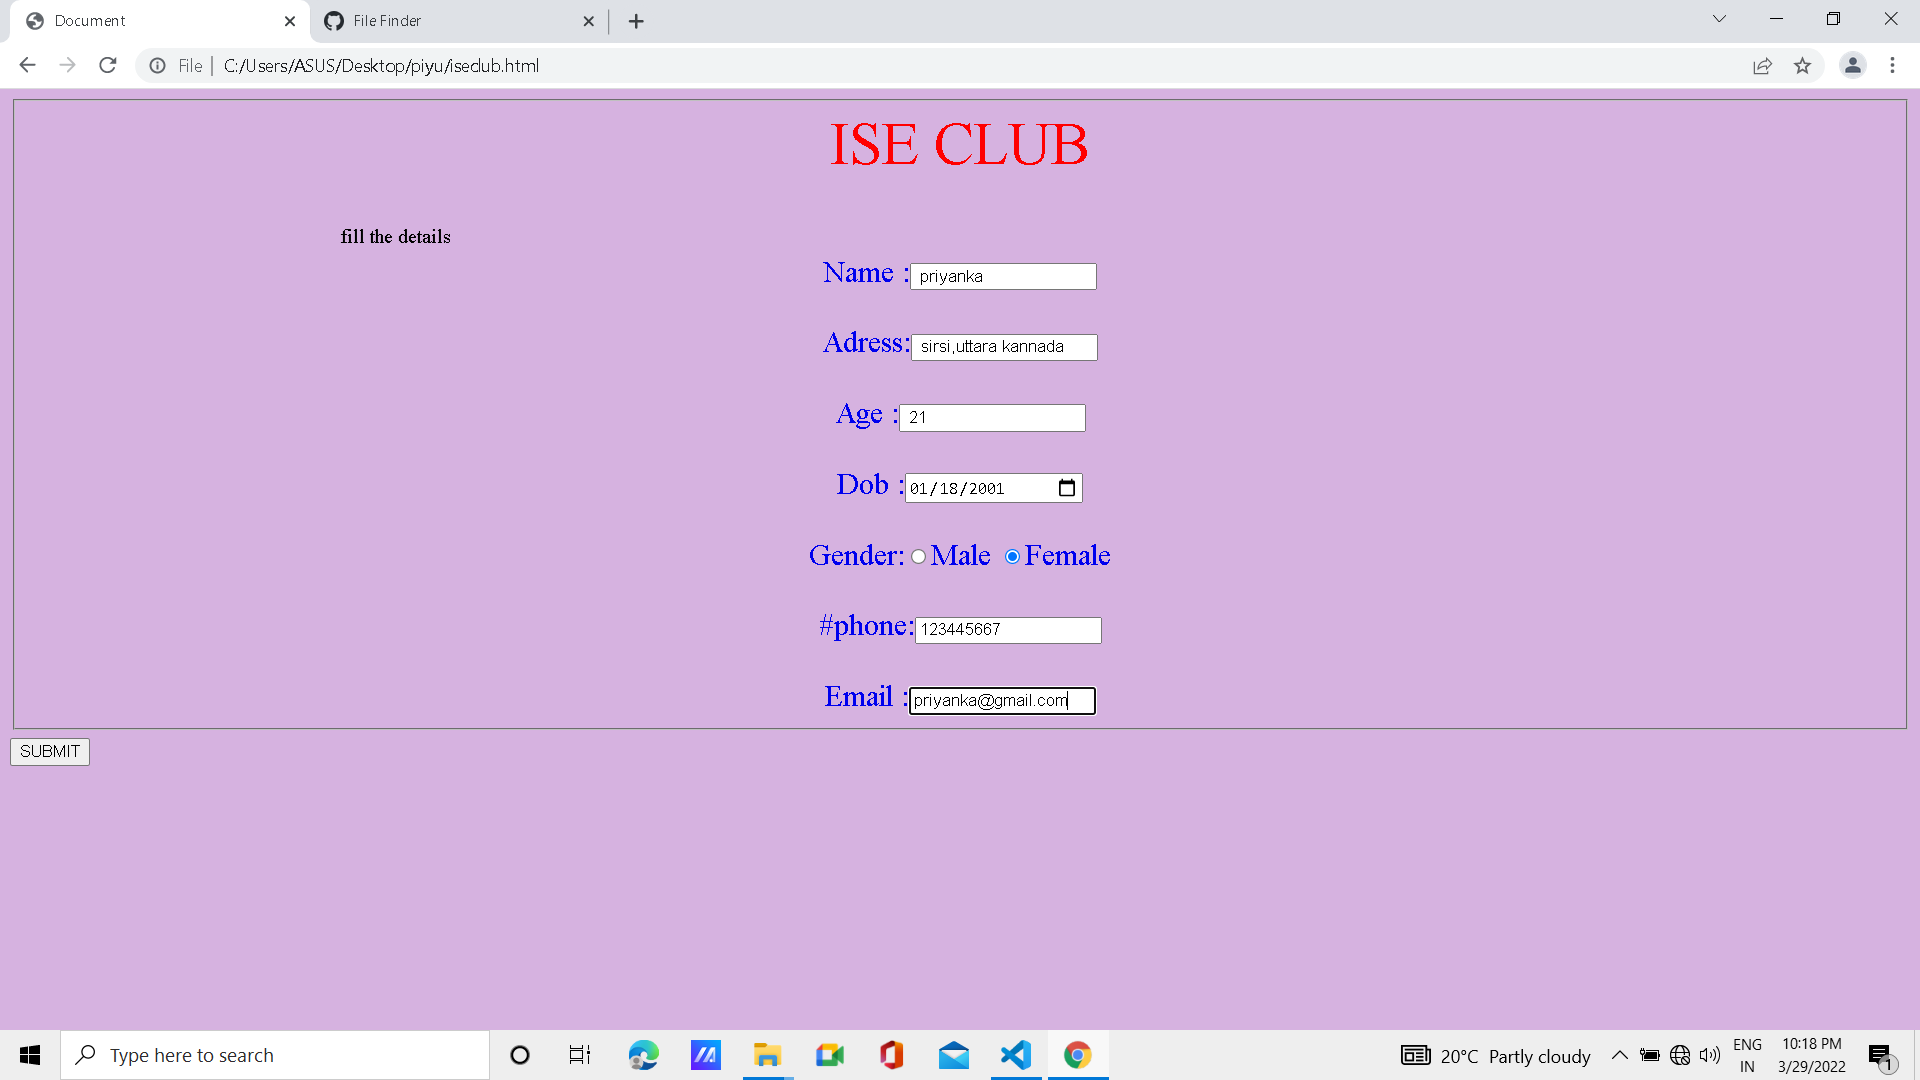 Document
File Finder
File | C:/Users/ASUS/Desktop/piyu/iseclub.html
ISE CLUB
fill the details
Name : priyanka
Adress: sirsi,uttara kannada
Age : 21
Dob : 01/18/2001
Gender: Male Female
#phone: 123445667
Email : priyanka@gmail.com
SUBMIT
Type here to search
20°C Partly cloudy
ENG
IN
10:18 PM
3/29/2022
1